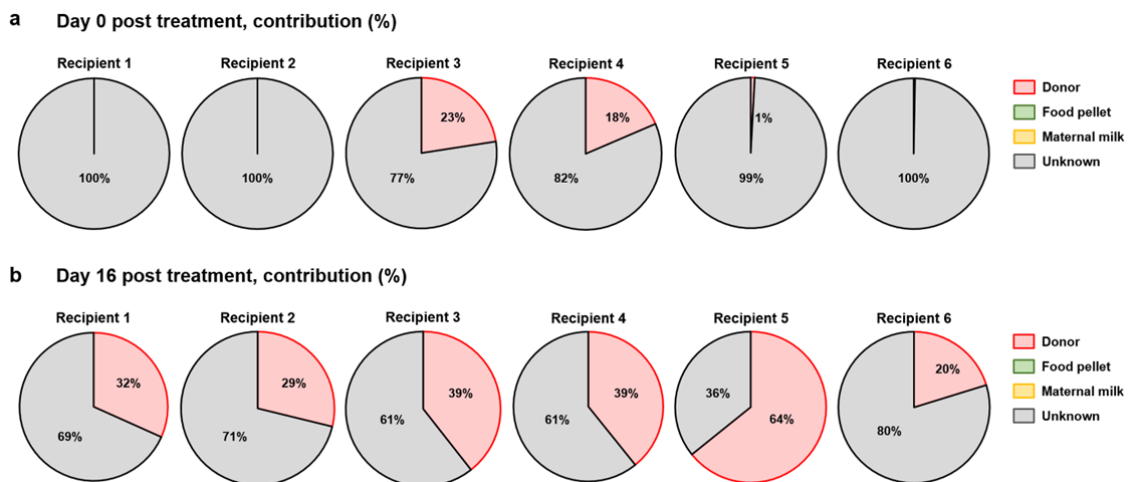 a Day 0 post treatment, contribution (%)
Recipient 1 Recipient 2 Recipient 3 Recipient 4 Recipient 5 Recipient 6
100%
100%
23%
77%
18%
82%
1%
99%
100%
Donor
Food pellet
Maternal milk
Unknown
b Day 16 post treatment, contribution (%)
Recipient 1 Recipient 2 Recipient 3 Recipient 4 Recipient 5 Recipient 6
32%
69%
29%
71%
39%
61%
39%
61%
36%
64%
20%
80%
Donor
Food pellet
Maternal milk
Unknown